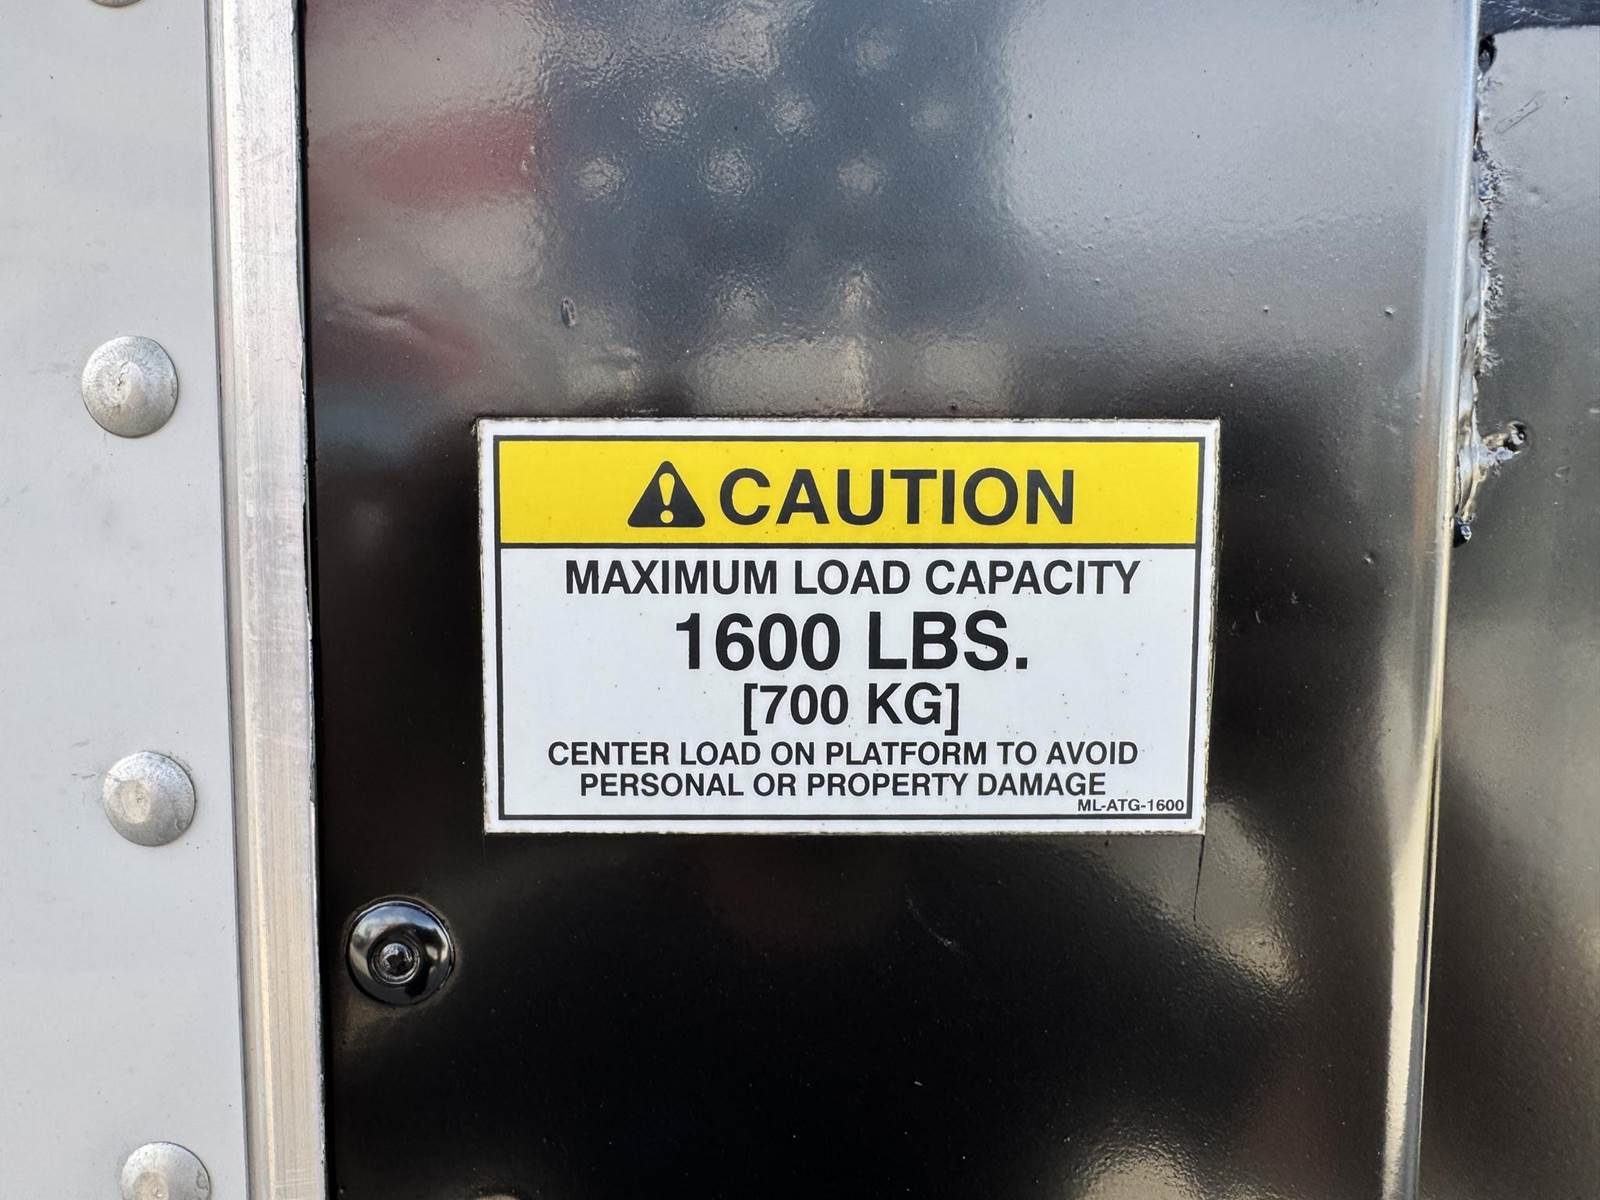 CAUTION
MAXIMUM LOAD CAPACITY
1600 LBS.
[700 KG]
CENTER LOAD ON PLATFORM TO AVOID
PERSONAL OR PROPERTY DAMAGE
ML-ATG-1600